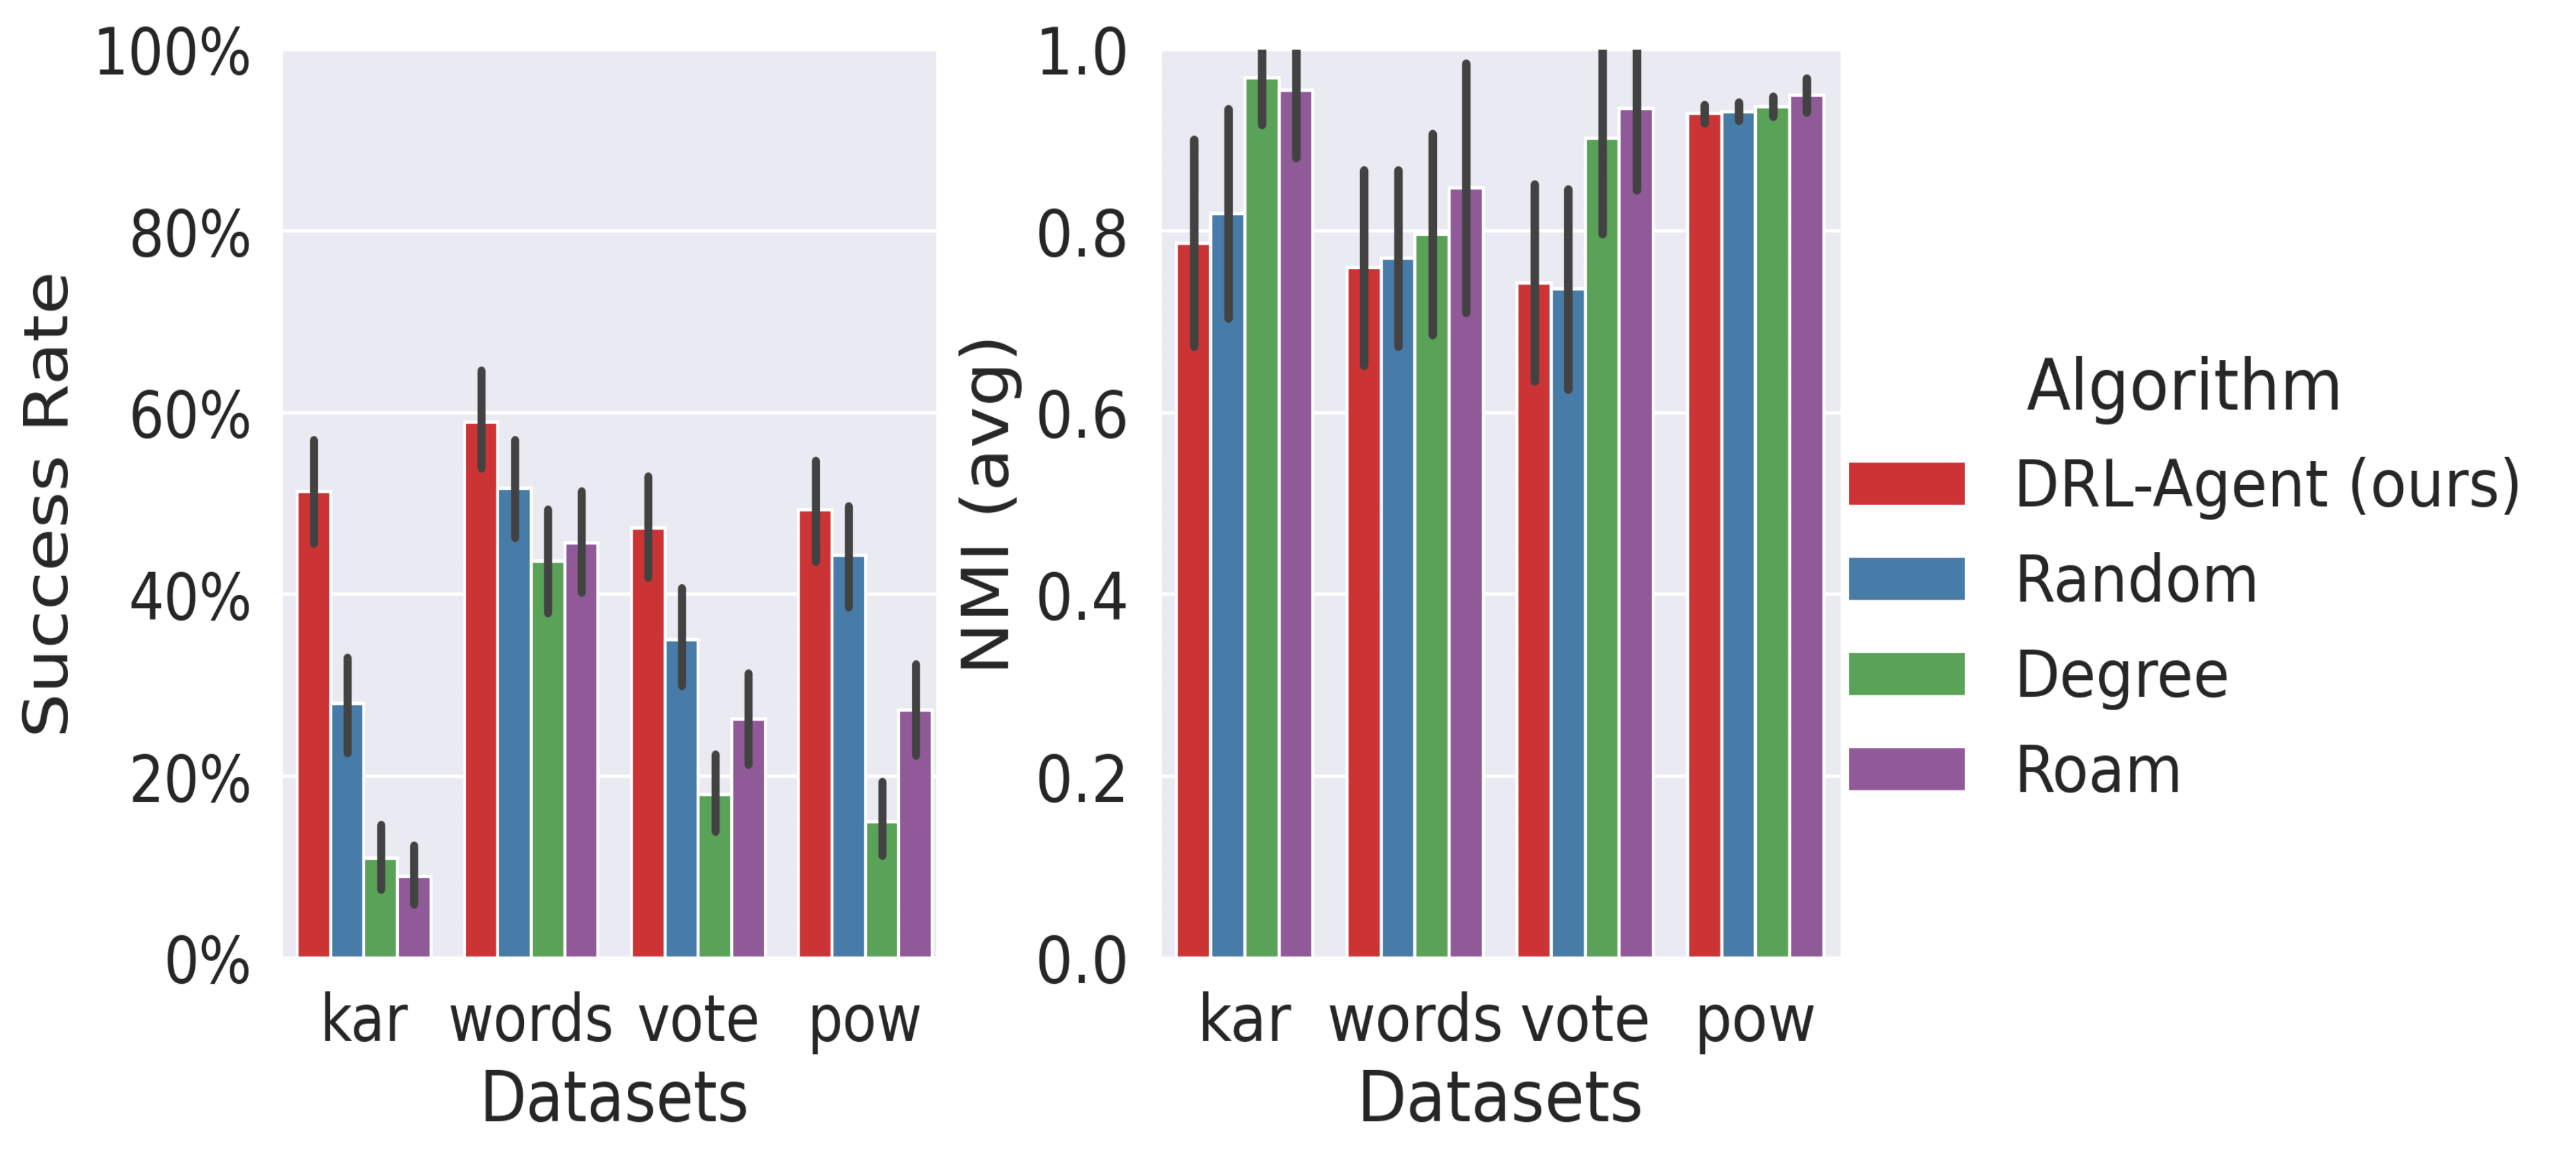 Success Rate
100%
80%
60%
40%
20%
0%
kar words vote pow
Datasets
NMI (avg)
1.0
0.8
0.6
0.4
0.2
0.0
kar words vote pow
Datasets
Algorithm
DRL-Agent (ours)
Random
Degree
Roam